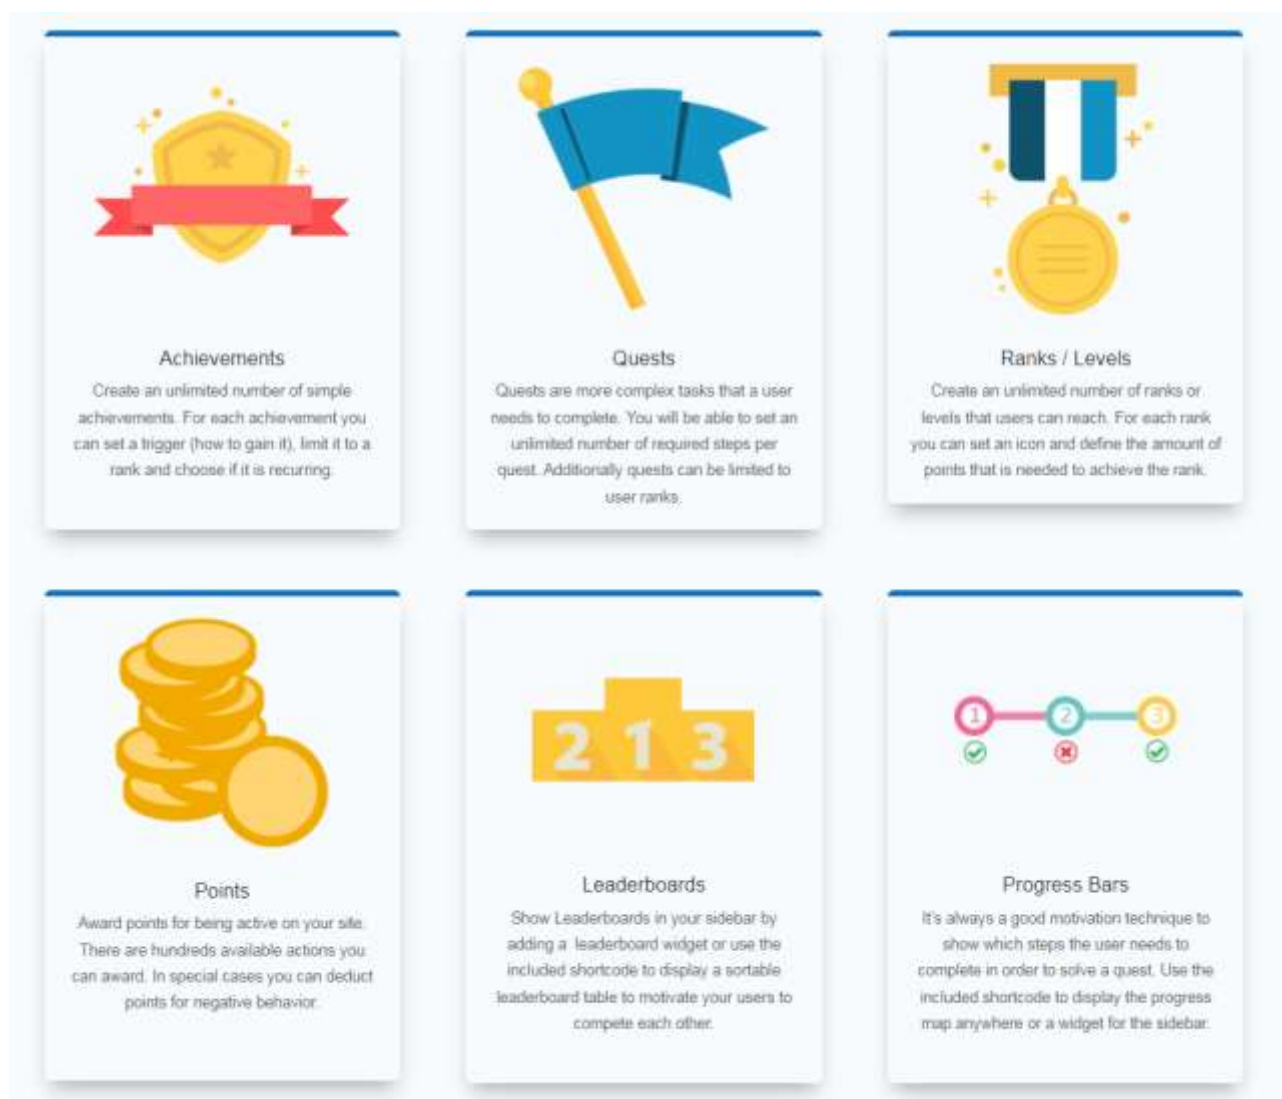 Achievements
Create an unlimited number of simple
achievements. For each achievement you
can set a trigger (how to gain it), limit it to a
rank and choose if it is recurring.
Quests
Quests are more complex tasks that a user
needs to complete. You will be able to set an
unlimited number of required steps per
quest. Additionally quests can be limited to
user ranks.
Ranks / Levels
Create an unlimited number of ranks or
levels that users can reach. For each rank
you can set an icon and define the amount of
points that is needed to achieve the rank.
Points
Award points for being active on your site.
There are hundreds available actions you
can award. In special cases you can deduct
points for negative behavior.
2 1 3
Leaderboards
Show Leaderboards in your sidebar by
adding a leaderboard widget or use the
included shortcode to display a sortable
leaderboard table to motivate your users to
compete each other.
1 2 3
Progress Bars
It's always a good motivation technique to
show which steps the user needs to
complete in order to solve a quest. Use the
included shortcode to display the progress
map anywhere or a widget for the sidebar.